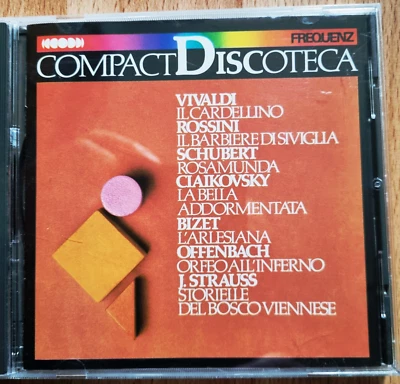 FREQUENZ
COMPACT DISCOTECA
VIVALDI
IL CARDELLINO
ROSSINI
IL BARBIERE DI SIVIGLIA
SCHUBERT
ROSAMUNDA
CIAIKOVSKY
LA BELLA
ADDORMENTATA
BIZET
L'ARLESIANA
OFFENBACH
ORFEO ALL'INFERNO
J. STRAUSS
STORIELLE
DEL BOSCO VIENNESE